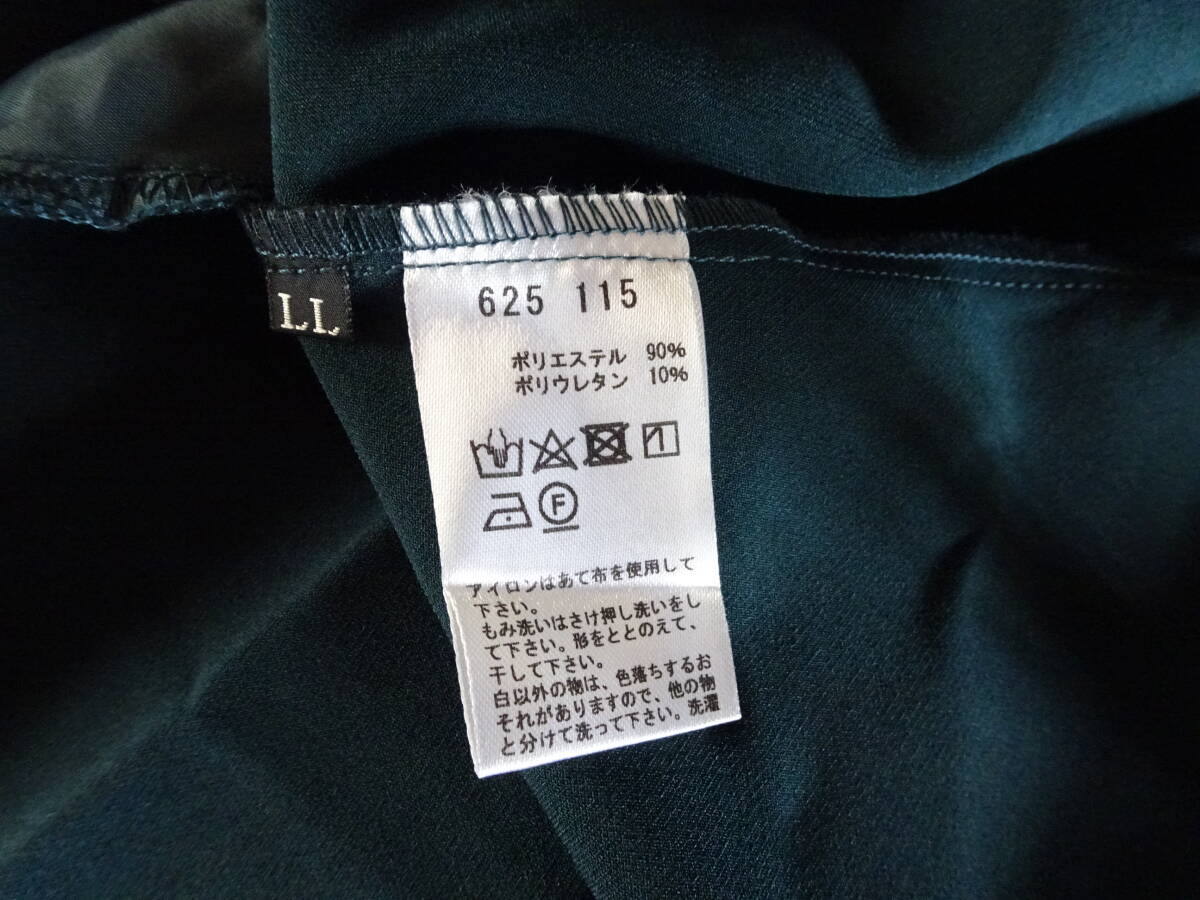 LL
625 115
ポリエステル 90%
ポリウレタン 10%
F
アイロンはあて布を使用して
下さい。
もみ洗いはさけ押し洗いをし
て下さい。形をととのえて、
干して下さい。
白以外の物は、色落ちするお
それがありますので、他の物
と分けて洗って下さい。洗濯